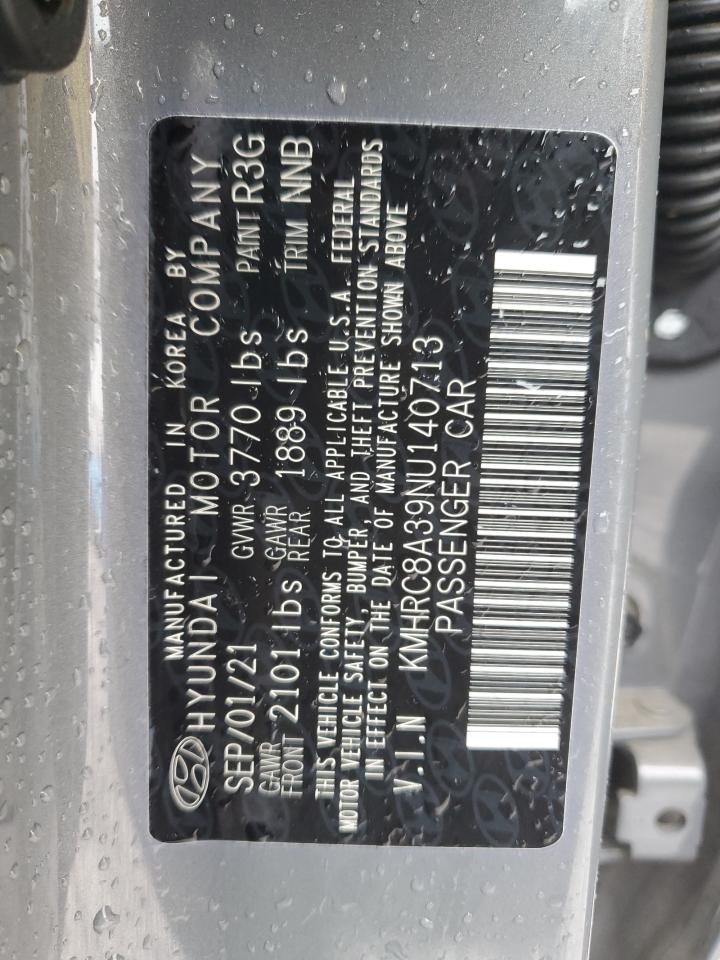 MANUFACTURED IN KOREA BY
HYUNDAI MOTOR COMPANY
SEP/01/21 GVWR 3770 lbs PAINT R3G
GAWR FRONT 2101 lbs GAWR REAR 1889 lbs TRIM NNB
THIS VEHICLE CONFORMS TO ALL APPLICABLE U.S.A. FEDERAL
MOTOR VEHICLE SAFETY, BUMPER, AND THEFT PREVENTION STANDARDS
IN EFFECT ON THE DATE OF MANUFACTURE SHOWN ABOVE
V.I.N KMHRC8A39NU140713
PASSENGER CAR